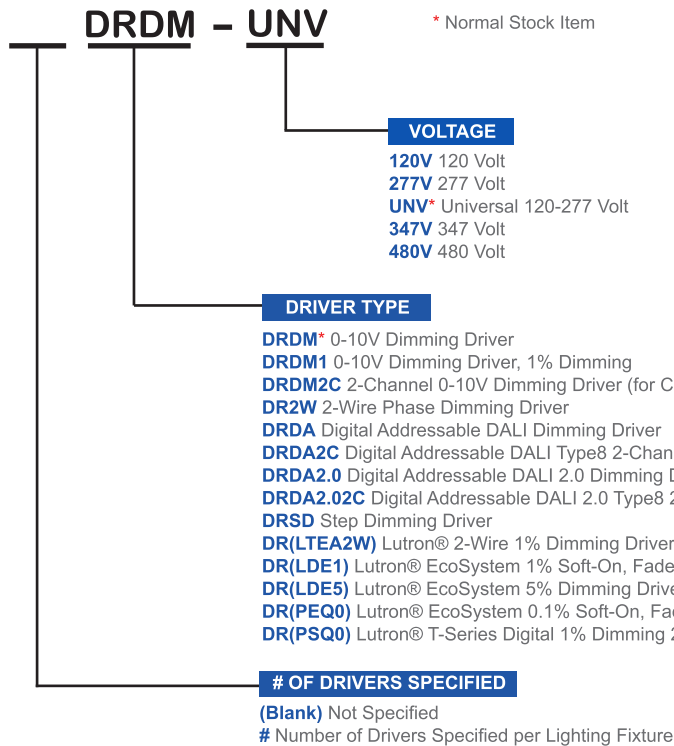 DRDM – UNV
* Normal Stock Item
VOLTAGE
120V 120 Volt
277V 277 Volt
UNV* Universal 120-277 Volt
347V 347 Volt
480V 480 Volt
DRIVER TYPE
DRDM* 0-10V Dimming Driver
DRDM1 0-10V Dimming Driver, 1% Dimming
DRDM2C 2-Channel 0-10V Dimming Driver (for C
DR2W 2-Wire Phase Dimming Driver
DRDA Digital Addressable DALI Dimming Driver
DRDA2C Digital Addressable DALI Type8 2-Chan
DRDA2.0 Digital Addressable DALI 2.0 Dimming D
DRDA2.02C Digital Addressable DALI 2.0 Type8 2
DRSD Step Dimming Driver
DR(LTEA2W) Lutron® 2-Wire 1% Dimming Driver
DR(LDE1) Lutron® EcoSystem 1% Soft-On, Fade
DR(LDE5) Lutron® EcoSystem 5% Dimming Drive
DR(PEQ0) Lutron® EcoSystem 0.1% Soft-On, Fa
DR(PSQ0) Lutron® T-Series Digital 1% Dimming 2
# OF DRIVERS SPECIFIED
(Blank) Not Specified
# Number of Drivers Specified per Lighting Fixture